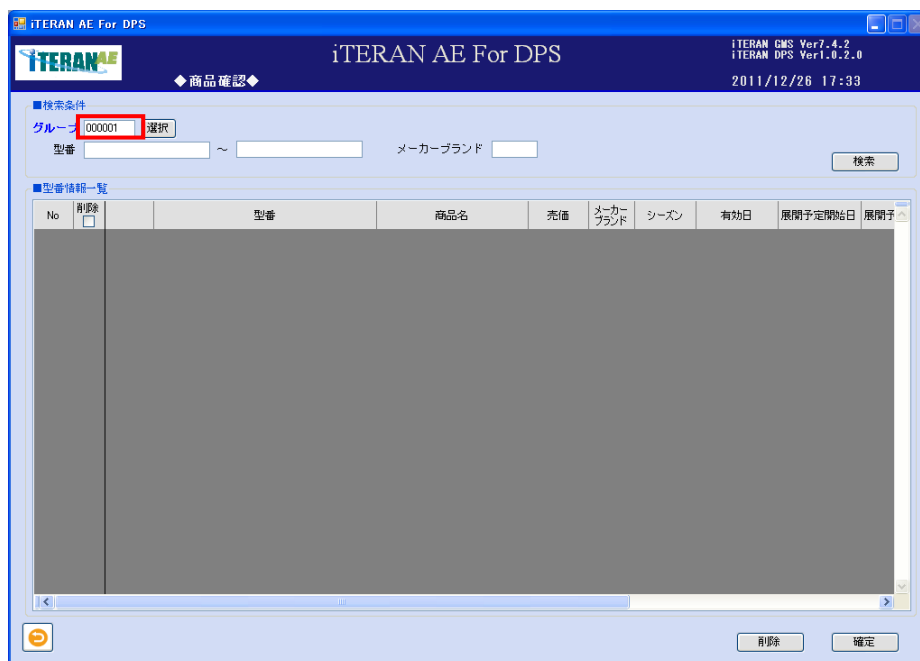 iTERAN AE For DPS
iTERANAE
iTERAN AE For DPS
iTERAN GMS Ver7.4.2
iTERAN DPS Ver1.0.2.0
◆商品確認◆
2011/12/26 17:33
■検索条件
グループ 000001 選択
型番 ～ メーカーブランド
検索
■型番情報一覧
No 削除 型番 商品名 売価 メーカーブランド シーズン 有効日 展開予定開始日 展開予
削除 確定